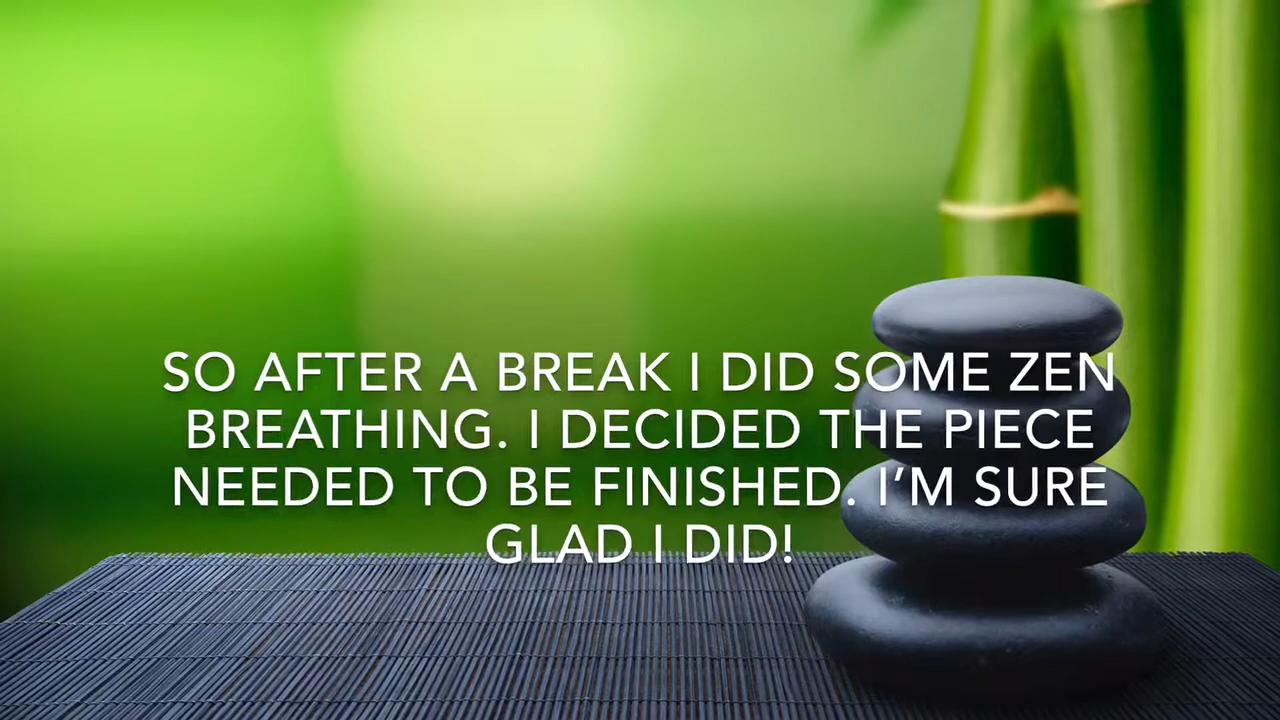 SO AFTER A BREAK I DID SOME ZEN
BREATHING. I DECIDED THE PIECE
NEEDED TO BE FINISHED. I’M SURE
GLAD I DID!